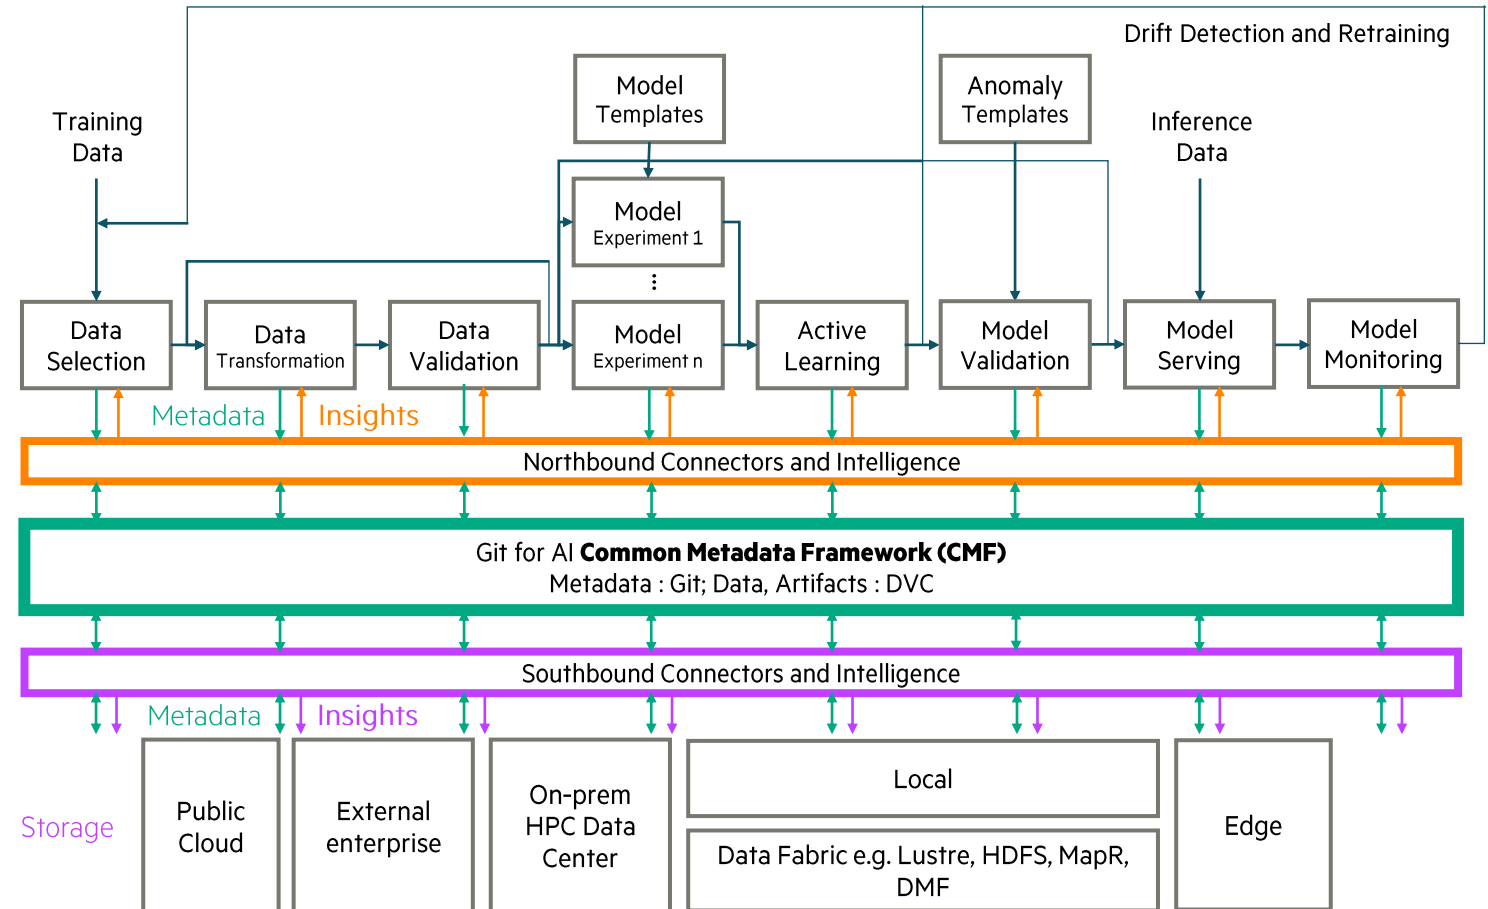 Drift Detection and Retraining
Model
Templates
Anomaly
Templates
Training
Data
Inference
Data
Model
Experiment 1
...
Data
Selection
Data
Transformation
Data
Validation
Model
Experiment n
Active
Learning
Model
Validation
Model
Serving
Model
Monitoring
Metadata
Insights
Northbound Connectors and Intelligence
Git for AI Common Metadata Framework (CMF)
Metadata : Git; Data, Artifacts : DVC
Southbound Connectors and Intelligence
Metadata
Insights
Storage
Public
Cloud
External
enterprise
On-prem
HPC Data
Center
Local
Data Fabric e.g. Lustre, HDFS, MapR,
DMF
Edge